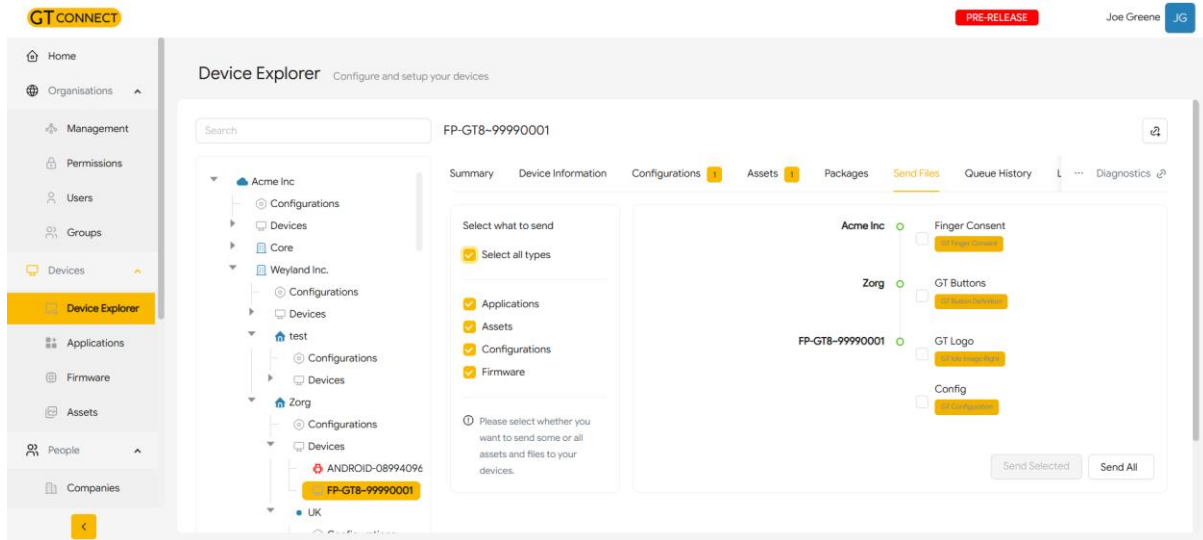 GT CONNECT
PRE-RELEASE
Joe Greene
JG
Home
Organisations
Management
Permissions
Users
Groups
Devices
Device Explorer
Applications
Firmware
Assets
People
Companies
Device Explorer Configure and setup your devices
Search
Acme Inc
Configurations
Devices
Core
Weyland Inc.
Configurations
Devices
test
Configurations
Devices
Zorg
Configurations
Devices
ANDROID-08994096
FP-GT8~99990001
UK
FP-GT8~99990001
Summary Device Information Configurations 1 Assets 1 Packages Send Files Queue History L ··· Diagnostics
Select what to send
Select all types
Applications
Assets
Configurations
Firmware
Please select whether you
want to send some or all
assets and files to your
devices.
Acme Inc
Finger Consent
GT Finger Consent
Zorg
GT Buttons
GT Button Definition
FP-GT8~99990001
GT Logo
GT Idle Image Right
Config
GT Configuration
Send Selected Send All